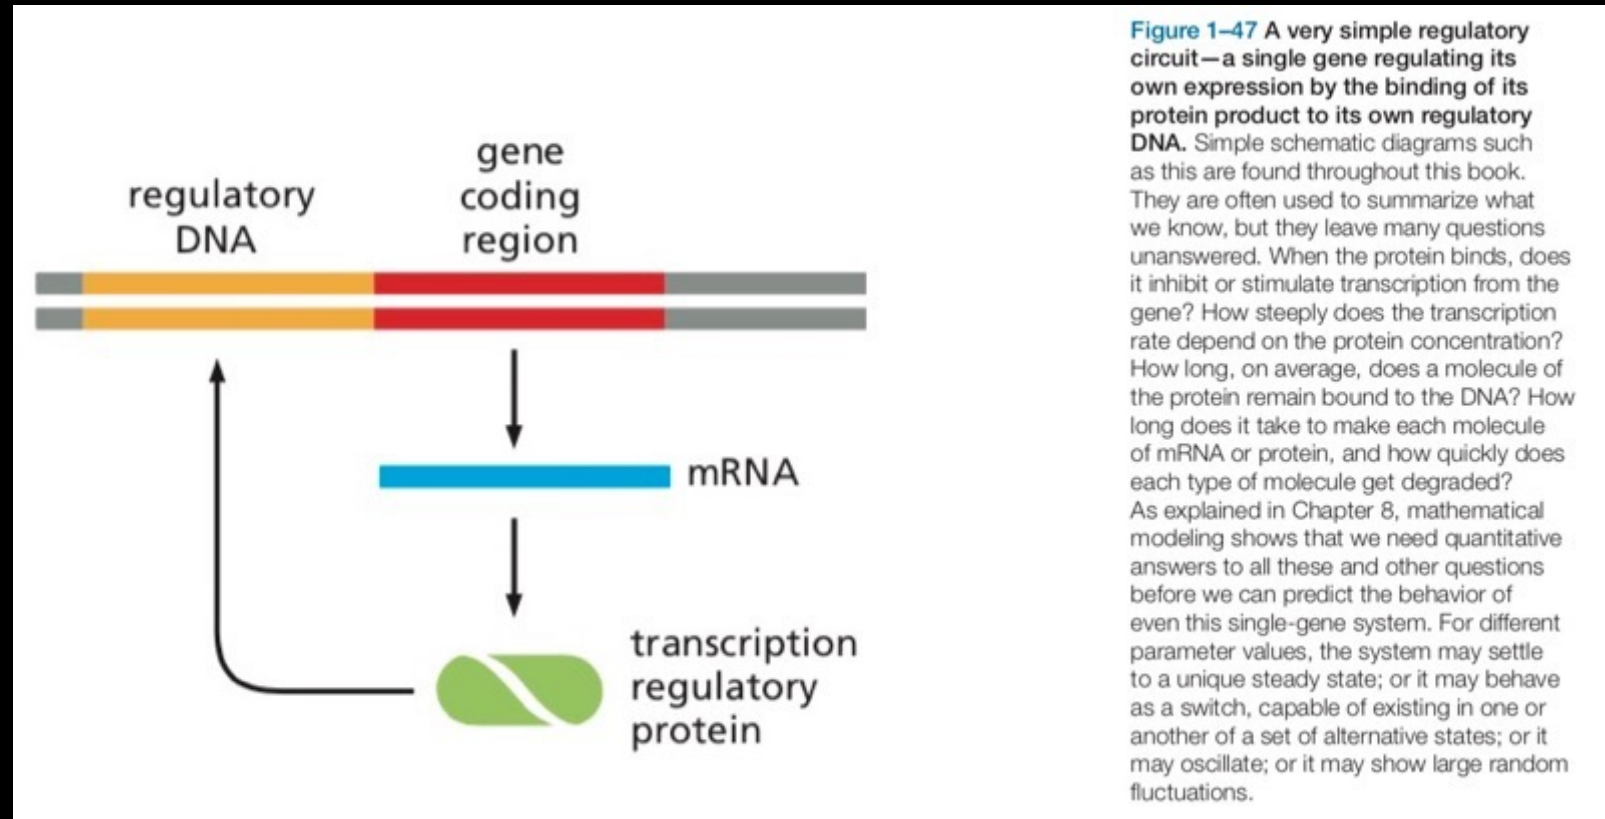 regulatory
DNA
gene
coding
region
mRNA
transcription
regulatory
protein
Figure 1–47 A very simple regulatory
circuit—a single gene regulating its
own expression by the binding of its
protein product to its own regulatory
DNA. Simple schematic diagrams such
as this are found throughout this book.
They are often used to summarize what
we know, but they leave many questions
unanswered. When the protein binds, does
it inhibit or stimulate transcription from the
gene? How steeply does the transcription
rate depend on the protein concentration?
How long, on average, does a molecule of
the protein remain bound to the DNA? How
long does it take to make each molecule
of mRNA or protein, and how quickly does
each type of molecule get degraded?
As explained in Chapter 8, mathematical
modeling shows that we need quantitative
answers to all these and other questions
before we can predict the behavior of
even this single-gene system. For different
parameter values, the system may settle
to a unique steady state; or it may behave
as a switch, capable of existing in one or
another of a set of alternative states; or it
may oscillate; or it may show large random
fluctuations.